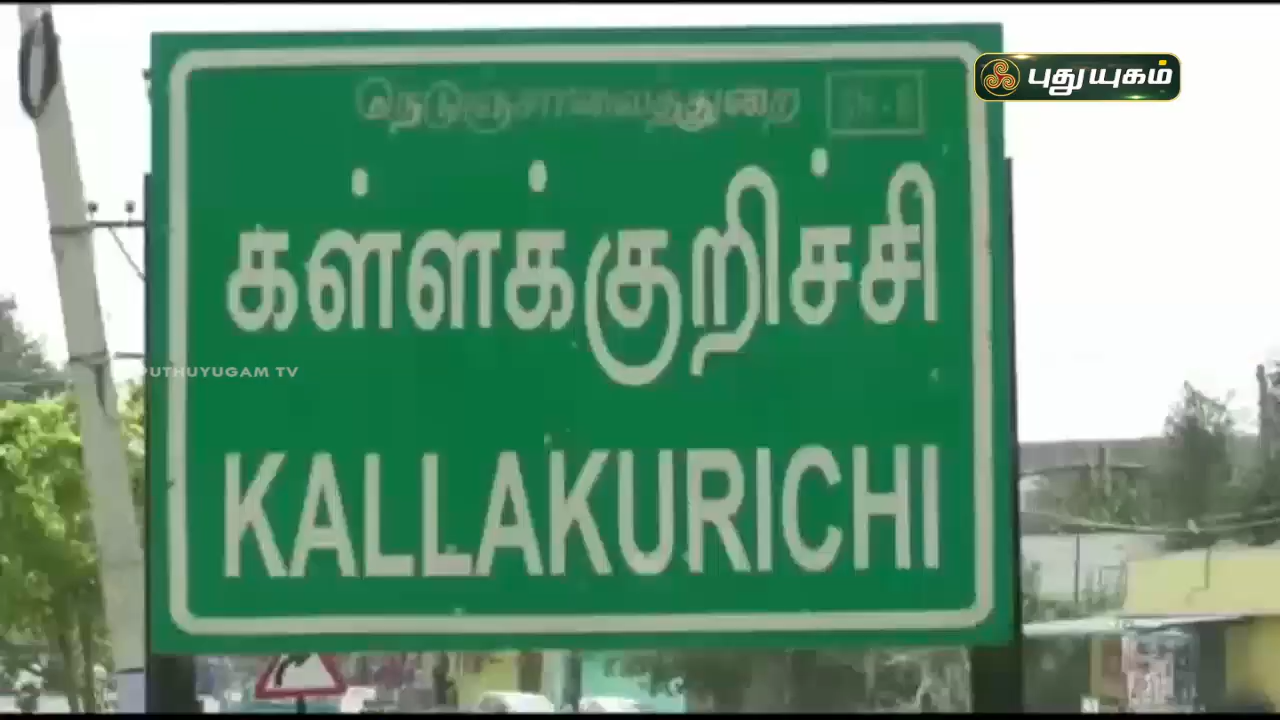 புதுயுகம்
நெடுஞ்சாலைத்துறை
கள்ளக்குறிச்சி
PUTHUYUGAM TV
KALLAKURICHI